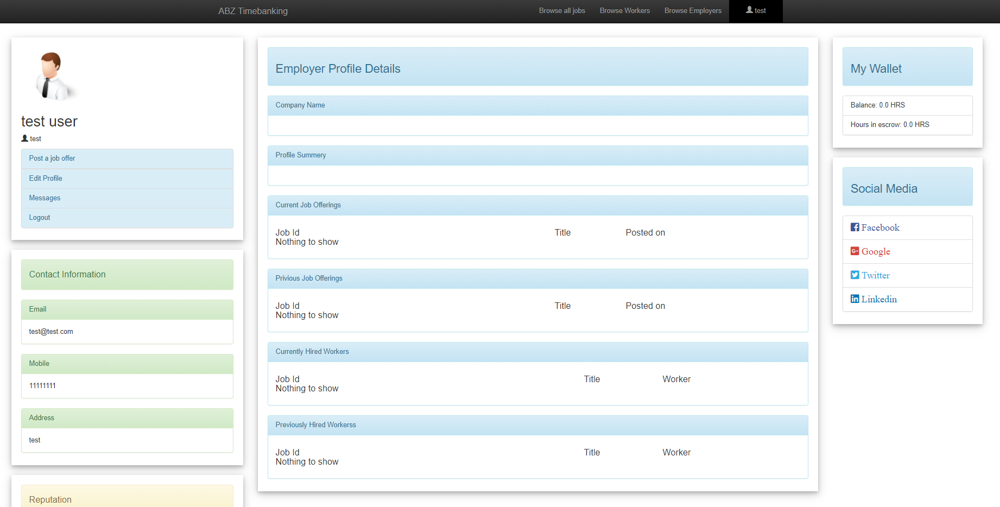 ABZ Timebanking
Browse all jobs
Browse Workers
Browse Employers
test
test user
test
Post a job offer
Edit Profile
Messages
Logout
Contact Information
Email
test@test.com
Mobile
11111111
Address
test
Reputation
Employer Profile Details
Company Name
Profile Summery
Current Job Offerings
Job Id Title Posted on
Nothing to show
Privious Job Offerings
Job Id Title Posted on
Nothing to show
Currently Hired Workers
Job Id Title Worker
Nothing to show
Previously Hired Workerss
Job Id Title Worker
Nothing to show
My Wallet
Balance: 0.0 HRS
Hours in escrow: 0.0 HRS
Social Media
Facebook
Google
Twitter
Linkedin